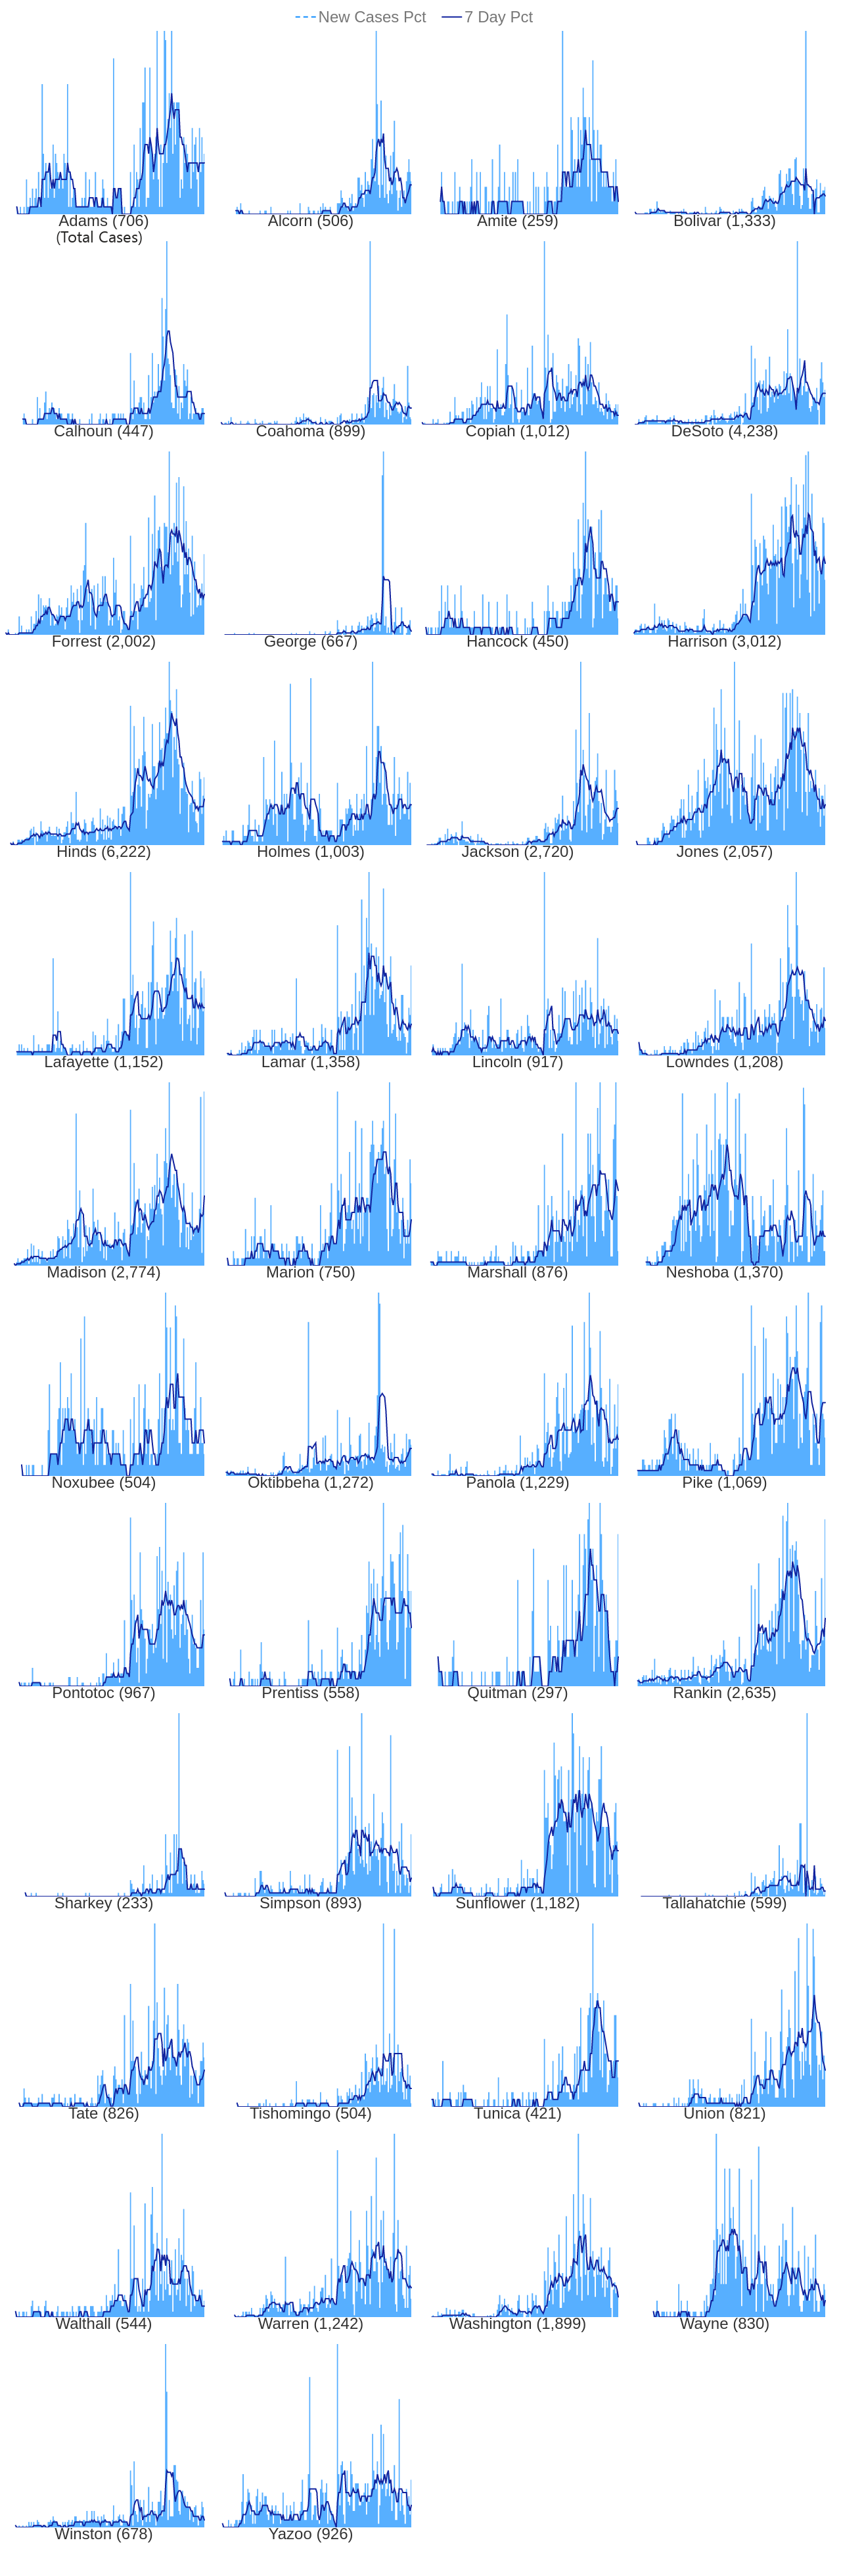 New Cases Pct 7 Day Pct
Adams (706) Alcorn (506) Amite (259) Bolivar (1,333)
(Total Cases)
Calhoun (447) Coahoma (899) Copiah (1,012) DeSoto (4,238)
Forrest (2,002) George (667) Hancock (450) Harrison (3,012)
Hinds (6,222) Holmes (1,003) Jackson (2,720) Jones (2,057)
Lafayette (1,152) Lamar (1,358) Lincoln (917) Lowndes (1,208)
Madison (2,774) Marion (750) Marshall (876) Neshoba (1,370)
Noxubee (504) Oktibbeha (1,272) Panola (1,229) Pike (1,069)
Pontotoc (967) Prentiss (558) Quitman (297) Rankin (2,635)
Sharkey (233) Simpson (893) Sunflower (1,182) Tallahatchie (599)
Tate (826) Tishomingo (504) Tunica (421) Union (821)
Walthall (544) Warren (1,242) Washington (1,899) Wayne (830)
Winston (678) Yazoo (926)